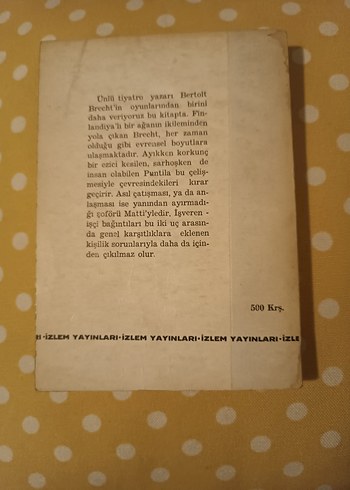 Ünlü tiyatro yazarı Bertolt
Brecht'in oyunlarından birini
daha veriyoruz bu kitapta. Fin-
landiya'lı bir ağanın ikileminden
yola çıkan Brecht, her zaman
olduğu gibi evrensel boyutlara
ulaşmaktadır. Ayıkken korkunç
bir ezici kesilen, sarhoşken de
insan olabilen Puntila bu çeliş-
mesiyle çevresindekileri kırar
geçirir. Asıl çatışması, ya da an-
laşması ise yanından ayırmadı-
ğı çoförü Matti'yledir, İşveren -
işçi bağıntıları bu iki uç arasın-
da genel karşıtlıklara eklenen
kişilik sorunlarıyla daha da için-
den çıkılmaz olur.
500 Krş.
RI·İZLEM YAYINLARI·İZLEM YAYINLARI·İZLEM YAYINLARI·İZLE